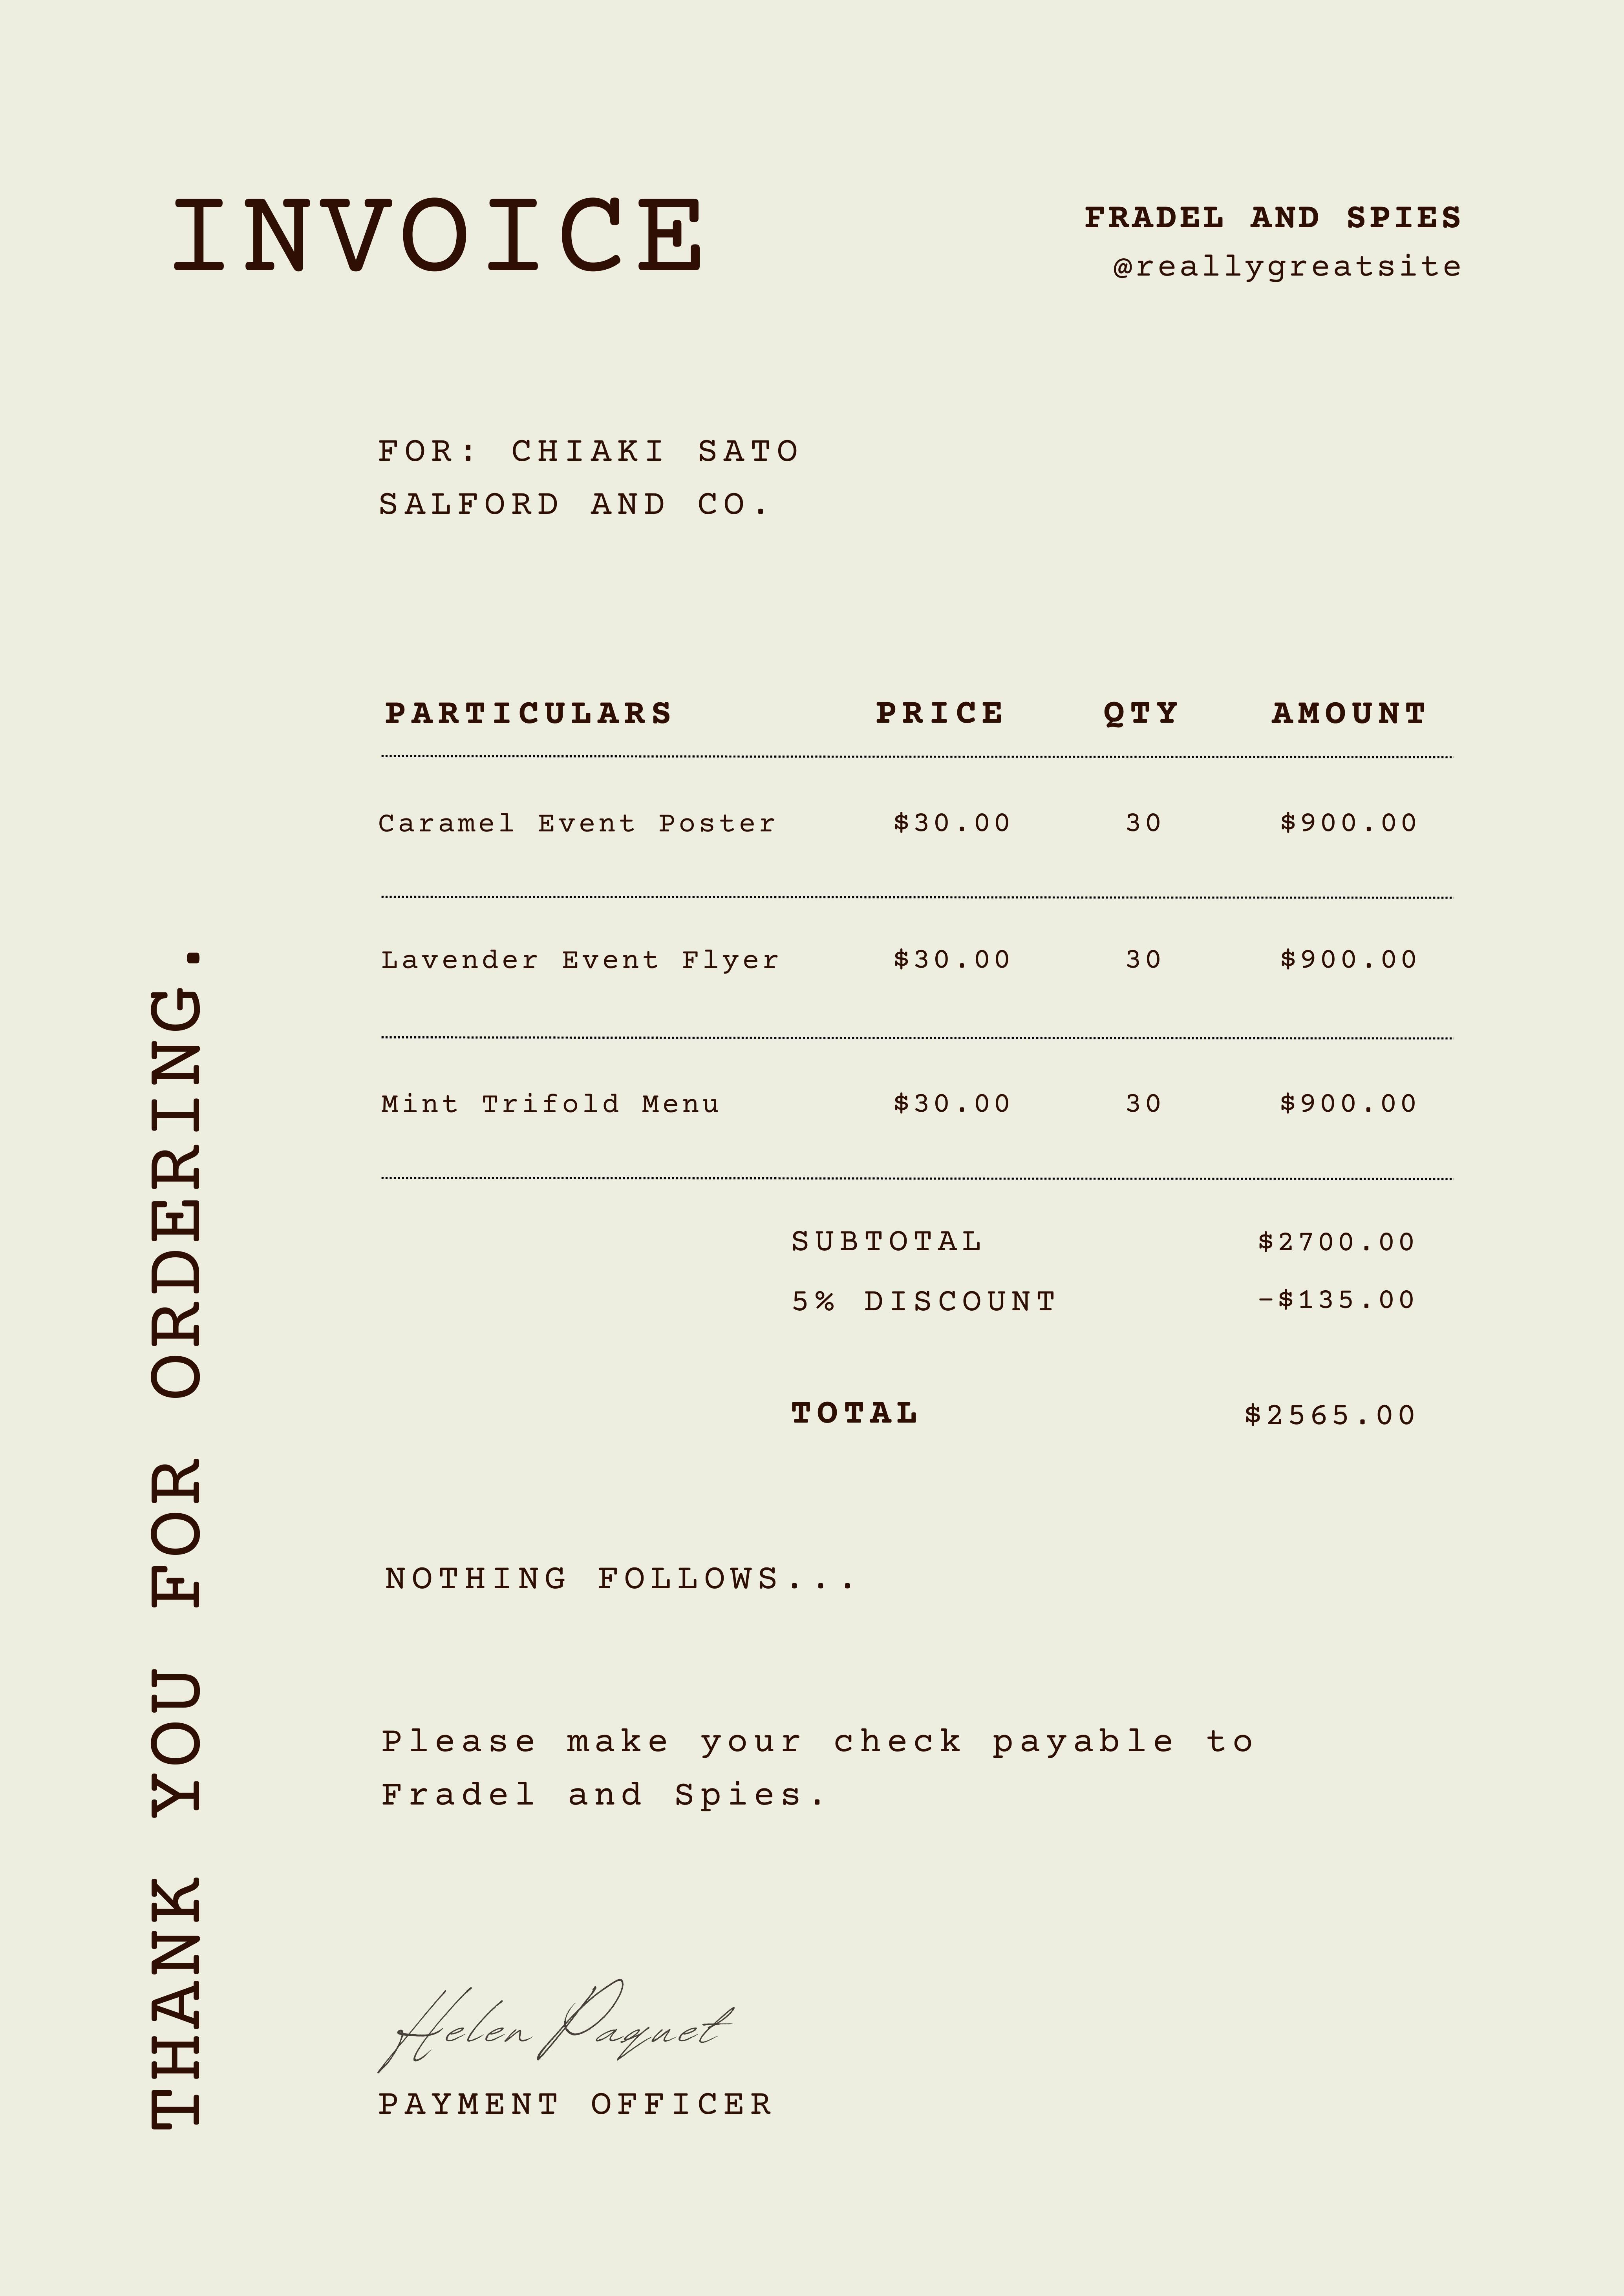 INVOICE
FRADEL AND SPIES
@reallygreatsite
FOR: CHIAKI SATO
SALFORD AND CO.
PARTICULARS PRICE QTY AMOUNT
Caramel Event Poster $30.00 30 $900.00
Lavender Event Flyer $30.00 30 $900.00
Mint Trifold Menu $30.00 30 $900.00
SUBTOTAL $2700.00
5% DISCOUNT -$135.00
TOTAL $2565.00
NOTHING FOLLOWS...
Please make your check payable to
Fradel and Spies.
Helen Paquet
PAYMENT OFFICER
THANK YOU FOR ORDERING.